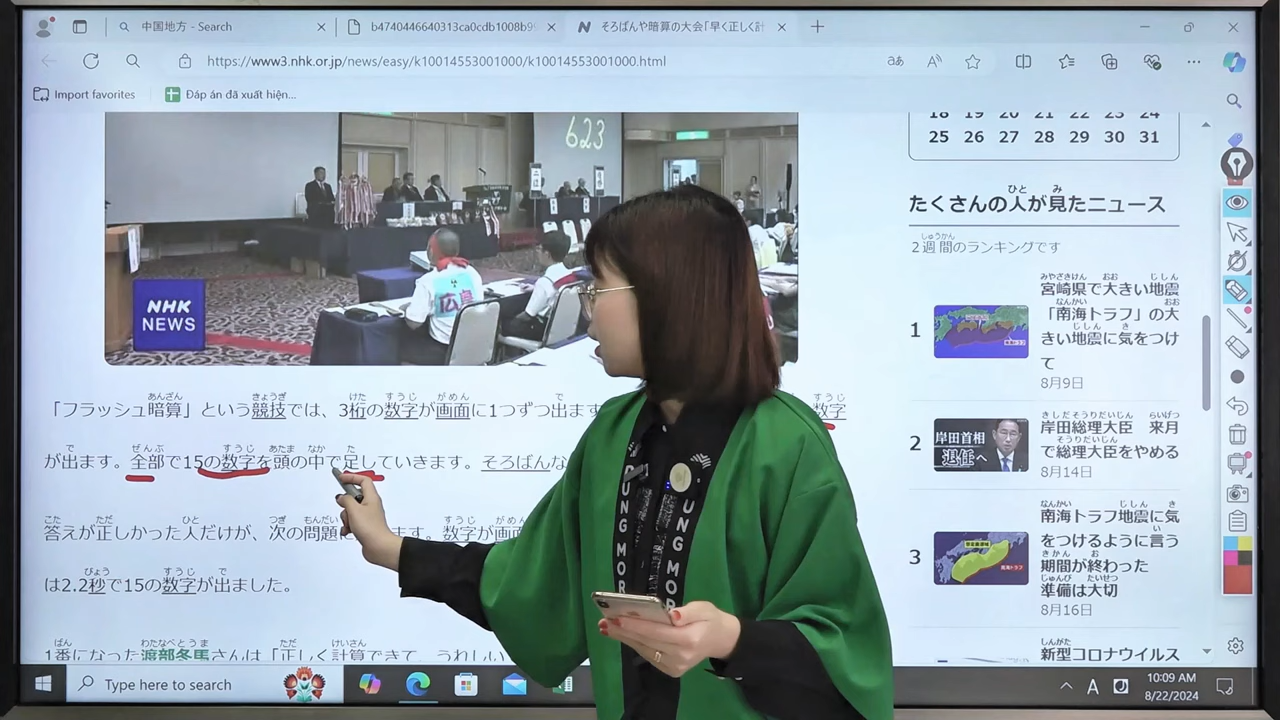 中国地方 - Search
b4740446640313ca0cdb1008b9
そろばんや暗算の大会「早く正しく計
https://www3.nhk.or.jp/news/easy/k10014553001000/k10014553001000.html
Import favorites
Đáp án đã xuất hiện...
623
広島
NHK
NEWS
18 19 20 21 22 23 24
25 26 27 28 29 30 31
たくさんの人が見たニュース
2週間のランキングです
1
宮崎県で大きい地震
「南海トラフ」の大
きい地震に気をつけ
て
8月9日
2
岸田首相
退任へ
岸田総理大臣 来月
で総理大臣をやめる
8月14日
3
南海トラフ地震に気
をつけるように言う
期間が終わった
準備は大切
8月16日
新型コロナウイルス
「フラッシュ暗算」という競技では、3桁の数字が画面に1つずつ出ます
数字
が出ます。全部で15の数字を頭の中で足していきます。そろばんな
答えが正しかった人だけが、次の問題に
ます。数字が画面
は2.2秒で15の数字が出ました。
1番になった渡部冬馬さんは「正しく計算できて、うれしい
UNG MOR
UNG MOR
Type here to search
A
10:09 AM
8/22/2024